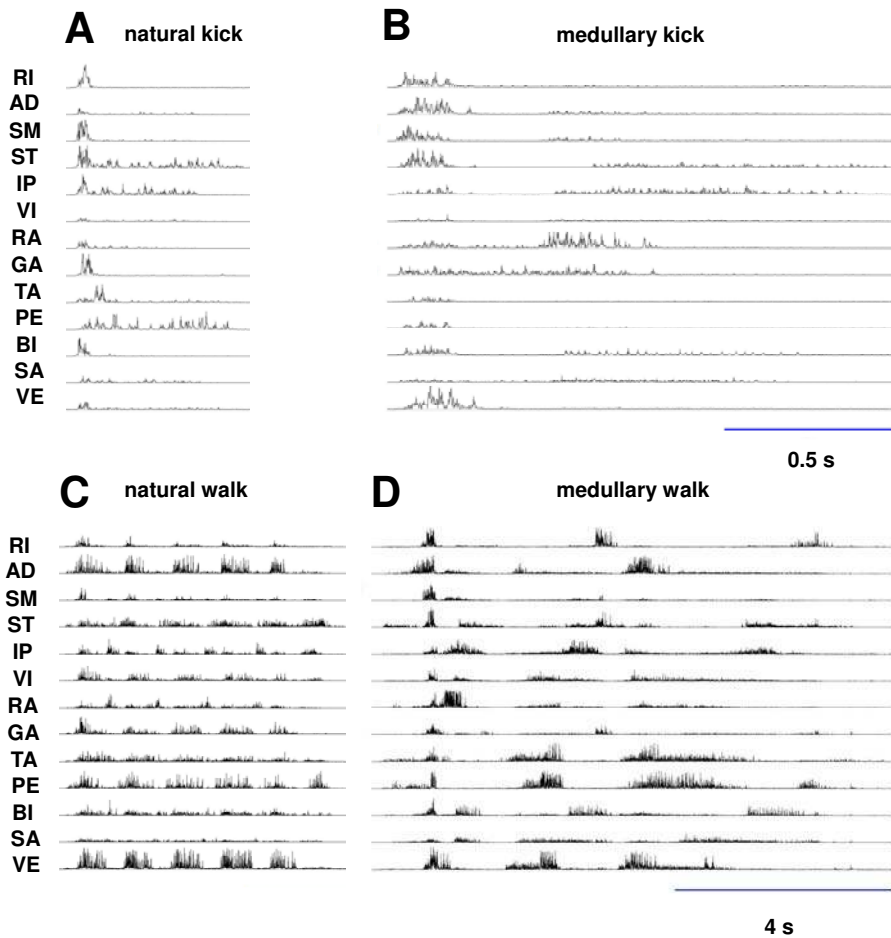 A natural kick
B medullary kick
RI
AD
SM
ST
IP
VI
RA
GA
TA
PE
BI
SA
VE
0.5 s
C natural walk
D medullary walk
RI
AD
SM
ST
IP
VI
RA
GA
TA
PE
BI
SA
VE
4 s